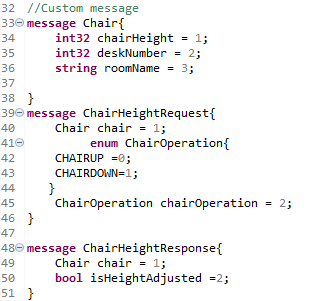 32 //Custom message
33 message Chair{
34 int32 chairHeight = 1;
35 int32 deskNumber = 2;
36 string roomName = 3;
37
38 }
39 message ChairHeightRequest{
40 Chair chair = 1;
41 enum ChairOperation{
42 CHAIRUP =0;
43 CHAIRDOWN=1;
44 }
45 ChairOperation chairOperation = 2;
46 }
47
48 message ChairHeightResponse{
49 Chair chair = 1;
50 bool isHeightAdjusted =2;
51 }